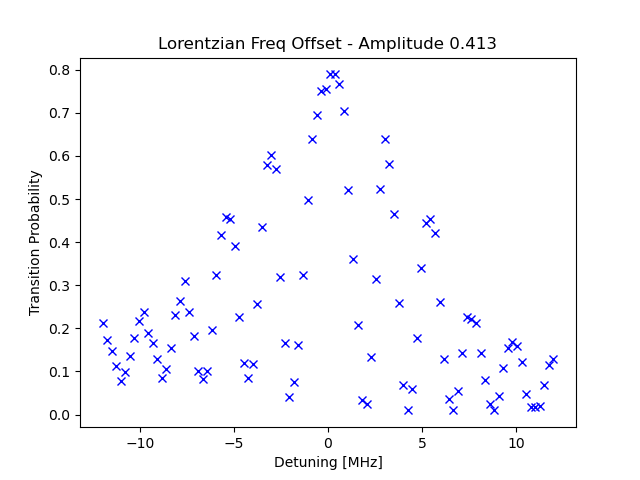 Lorentzian Freq Offset - Amplitude 0.413
Transition Probability
0.8
0.7
0.6
0.5
0.4
0.3
0.2
0.1
0.0
−10 −5 0 5 10
Detuning [MHz]